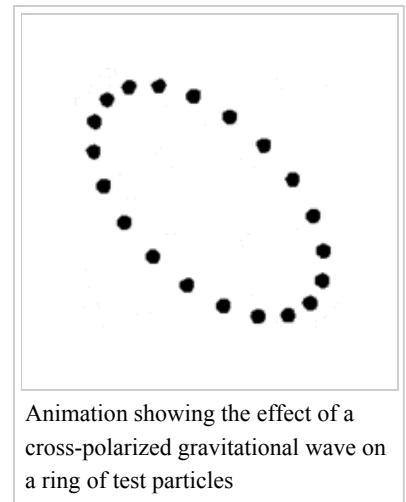 Animation showing the effect of a
cross-polarized gravitational wave on
a ring of test particles